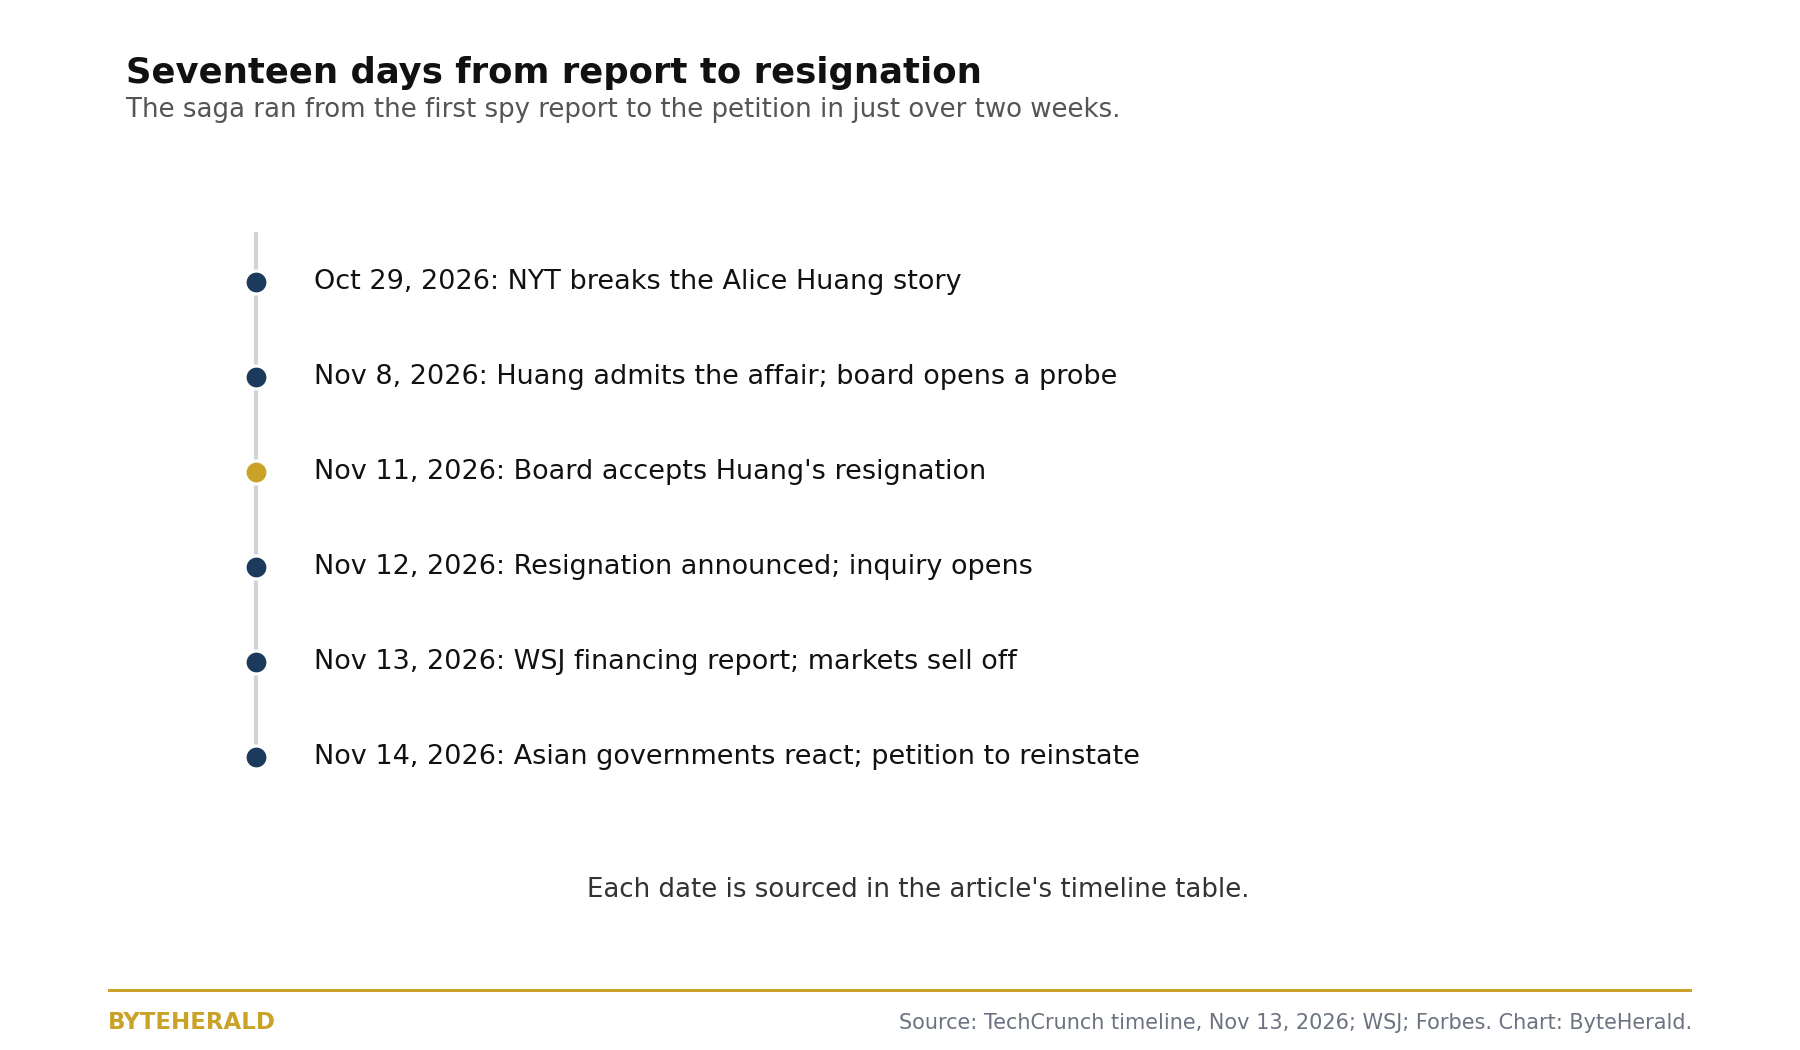 Seventeen days from report to resignation
The saga ran from the first spy report to the petition in just over two weeks.
Oct 29, 2026: NYT breaks the Alice Huang story
Nov 8, 2026: Huang admits the affair; board opens a probe
Nov 11, 2026: Board accepts Huang's resignation
Nov 12, 2026: Resignation announced; inquiry opens
Nov 13, 2026: WSJ financing report; markets sell off
Nov 14, 2026: Asian governments react; petition to reinstate
Each date is sourced in the article's timeline table.
BYTEHERALD
Source: TechCrunch timeline, Nov 13, 2026; WSJ; Forbes. Chart: ByteHerald.